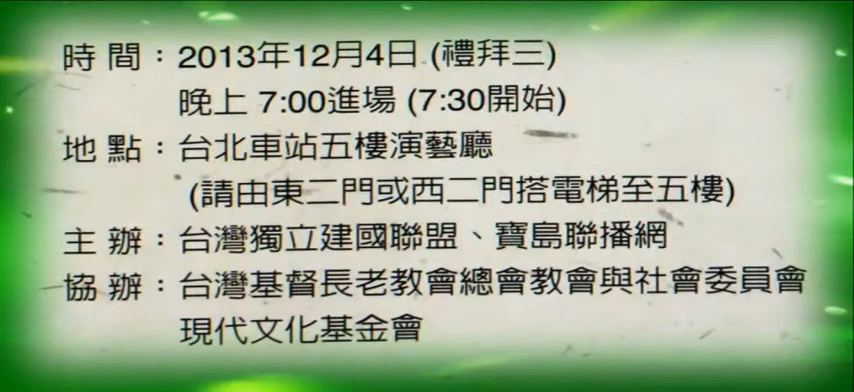 時間：2013年12月4日 (禮拜三)
晚上 7:00進場 (7:30開始)
地點：台北車站五樓演藝廳
(請由東二門或西二門搭電梯至五樓)
主辦：台灣獨立建國聯盟、寶島聯播網
協辦：台灣基督長老教會總會教會與社會委員會
現代文化基金會